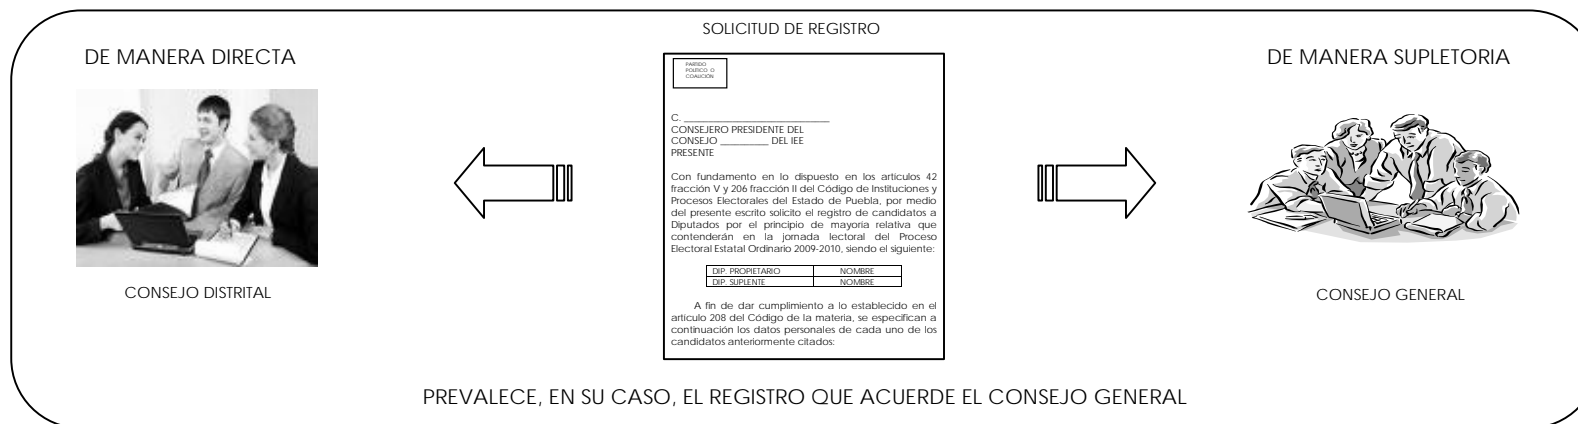 SOLICITUD DE REGISTRO
DE MANERA DIRECTA
DE MANERA SUPLETORIA
PARTIDO
POLITICO O
COALICIÓN
C. ___________________________
CONSEJERO PRESIDENTE DEL
CONSEJO _________ DEL IEE
PRESENTE
Con fundamento en lo dispuesto en los artículos 42
fracción V y 206 fracción II del Código de Instituciones y
Procesos Electorales del Estado de Puebla, por medio
del presente escrito solicito el registro de candidatos a
Diputados por el principio de mayoría relativa que
contenderán en la jornada lectoral del Proceso
Electoral Estatal Ordinario 2009-2010, siendo el siguiente:
DIP. PROPIETARIO NOMBRE
DIP. SUPLENTE NOMBRE
A fin de dar cumplimiento a lo establecido en el
artículo 208 del Código de la materia, se especifican a
continuación los datos personales de cada uno de los
candidatos anteriormente citados:
CONSEJO DISTRITAL
CONSEJO GENERAL
PREVALECE, EN SU CASO, EL REGISTRO QUE ACUERDE EL CONSEJO GENERAL